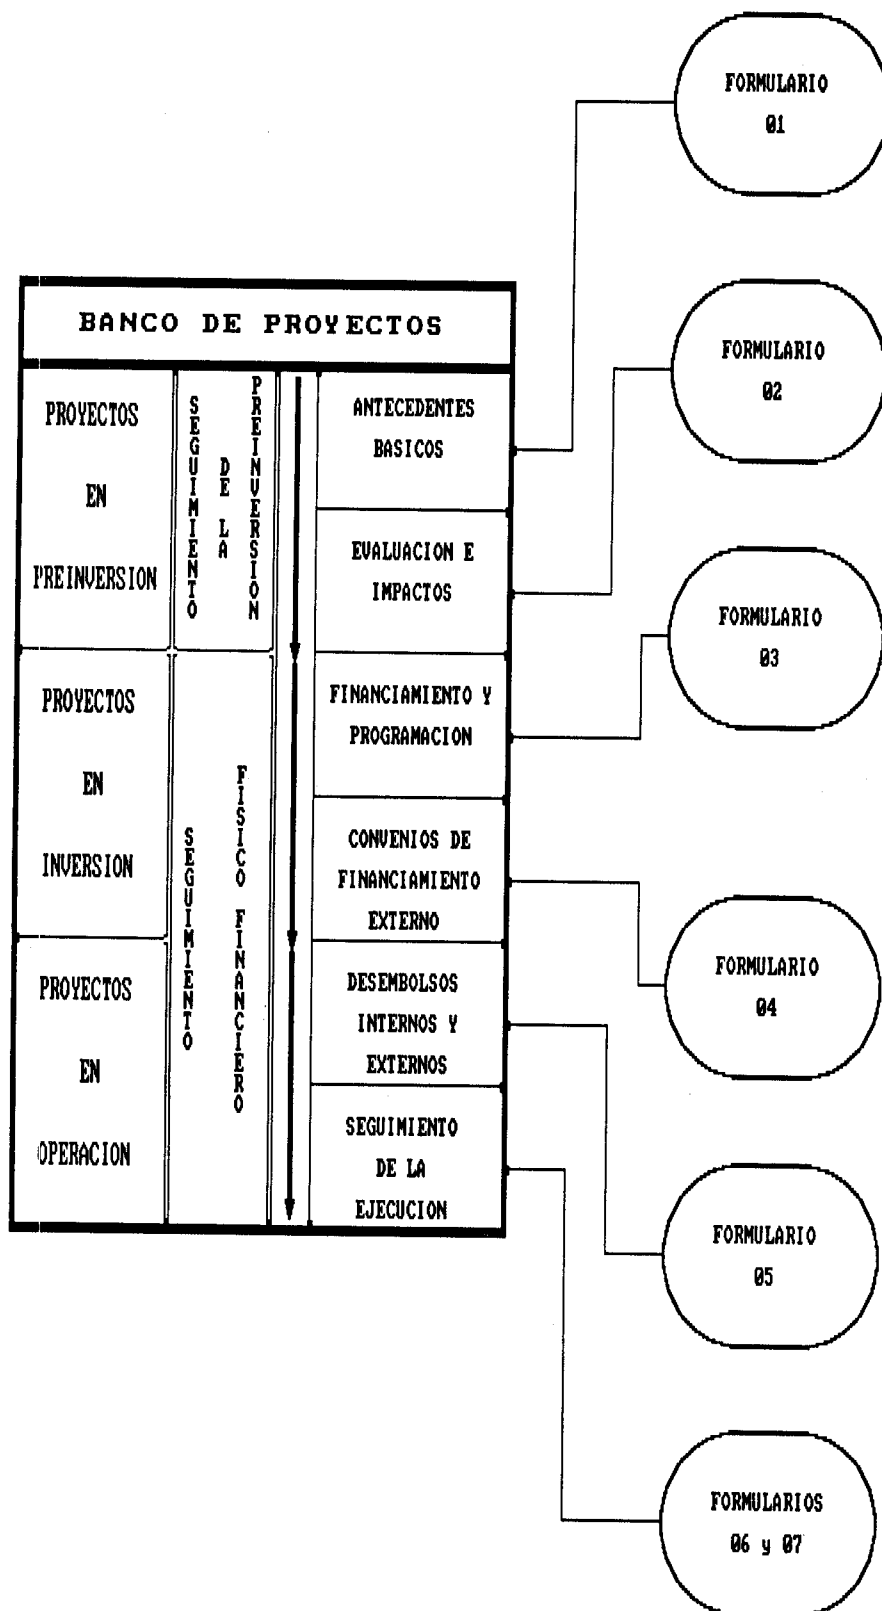 BANCO DE PROYECTOS
PROYECTOS
EN
PREINVERSION
PROYECTOS
EN
INVERSION
PROYECTOS
EN
OPERACION
SEGUIMIENTO
DE LA
PREINVERSION
SEGUIMIENTO
FISICO FINANCIERO
ANTECEDENTES
BASICOS
EVALUACION E
IMPACTOS
FINANCIAMIENTO Y
PROGRAMACION
CONVENIOS DE
FINANCIAMIENTO
EXTERNO
DESEMBOLSOS
INTERNOS Y
EXTERNOS
SEGUIMIENTO
DE LA
EJECUCION
FORMULARIO
01
FORMULARIO
02
FORMULARIO
03
FORMULARIO
04
FORMULARIO
05
FORMULARIOS
06 y 07